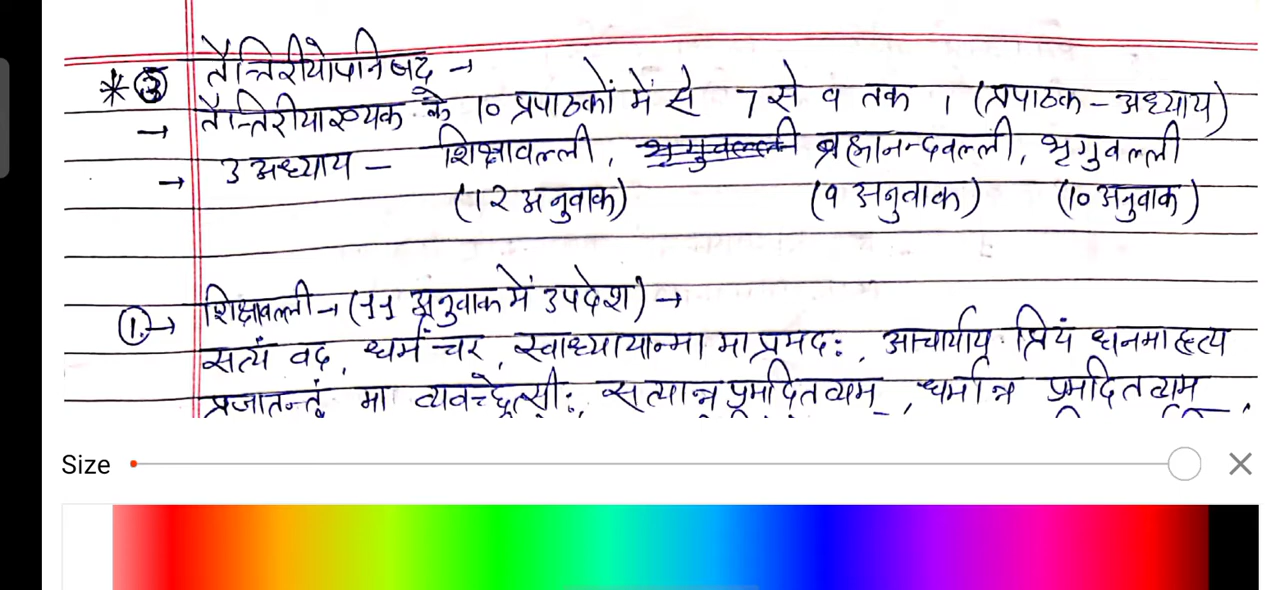 * ③ तैत्तिरीयोपनिषद् →
→ तैत्तिरीयारण्यक के 10 प्रपाठकों में से 7 से 9 तक । (प्रपाठक - अध्याय)
→ 3 अध्याय – शिक्षावल्ली, भृगुवल्ली ब्रह्मानन्दवल्ली, भृगुवल्ली
(12 अनुवाक) (9 अनुवाक) (10 अनुवाक)
①.→ शिक्षावल्ली → (11 अनुवाक में उपदेश) →
सत्यं वद, धर्मं चर, स्वाध्यायान्मा मा प्रमदः, आचार्याय प्रियं धनमाहृत्य
प्रजातन्तुं मा व्यवच्छेत्सीः, सत्यान्न प्रमदितव्यम्, धर्मान्न प्रमदितव्यम्,
Size ×